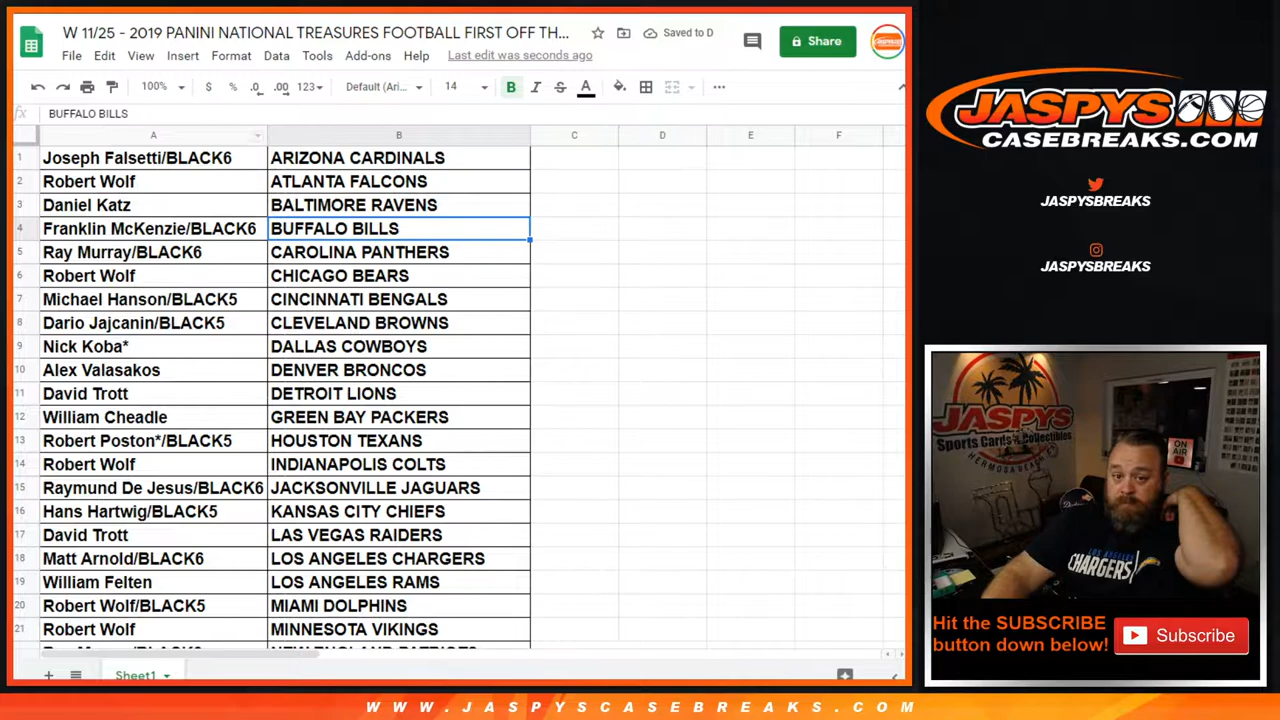 W 11/25 - 2019 PANINI NATIONAL TREASURES FOOTBALL FIRST OFF TH...
Saved to D
Share
File Edit View Insert Format Data Tools Add-ons Help Last edit was seconds ago
100% $ % .0 .00 123 Default (Ari... 14 B I S A
fx BUFFALO BILLS
A B C D E F
1 Joseph Falsetti/BLACK6 ARIZONA CARDINALS
2 Robert Wolf ATLANTA FALCONS
3 Daniel Katz BALTIMORE RAVENS
4 Franklin McKenzie/BLACK6 BUFFALO BILLS
5 Ray Murray/BLACK6 CAROLINA PANTHERS
6 Robert Wolf CHICAGO BEARS
7 Michael Hanson/BLACK5 CINCINNATI BENGALS
8 Dario Jajcanin/BLACK5 CLEVELAND BROWNS
9 Nick Koba* DALLAS COWBOYS
10 Alex Valasakos DENVER BRONCOS
11 David Trott DETROIT LIONS
12 William Cheadle GREEN BAY PACKERS
13 Robert Poston*/BLACK5 HOUSTON TEXANS
14 Robert Wolf INDIANAPOLIS COLTS
15 Raymund De Jesus/BLACK6 JACKSONVILLE JAGUARS
16 Hans Hartwig/BLACK5 KANSAS CITY CHIEFS
17 David Trott LAS VEGAS RAIDERS
18 Matt Arnold/BLACK6 LOS ANGELES CHARGERS
19 William Felten LOS ANGELES RAMS
20 Robert Wolf/BLACK5 MIAMI DOLPHINS
21 Robert Wolf MINNESOTA VIKINGS
Sheet1
JASPYS
CASEBREAKS.COM
JASPYSBREAKS
JASPYSBREAKS
JASPYS
Sports Cards & Collectibles
HERMOSA BEACH
ON
AIR
LOS ANGELES
CHARGERS
Hit the SUBSCRIBE
button down below!
Subscribe
WWW.JASPYSCASEBREAKS.COM